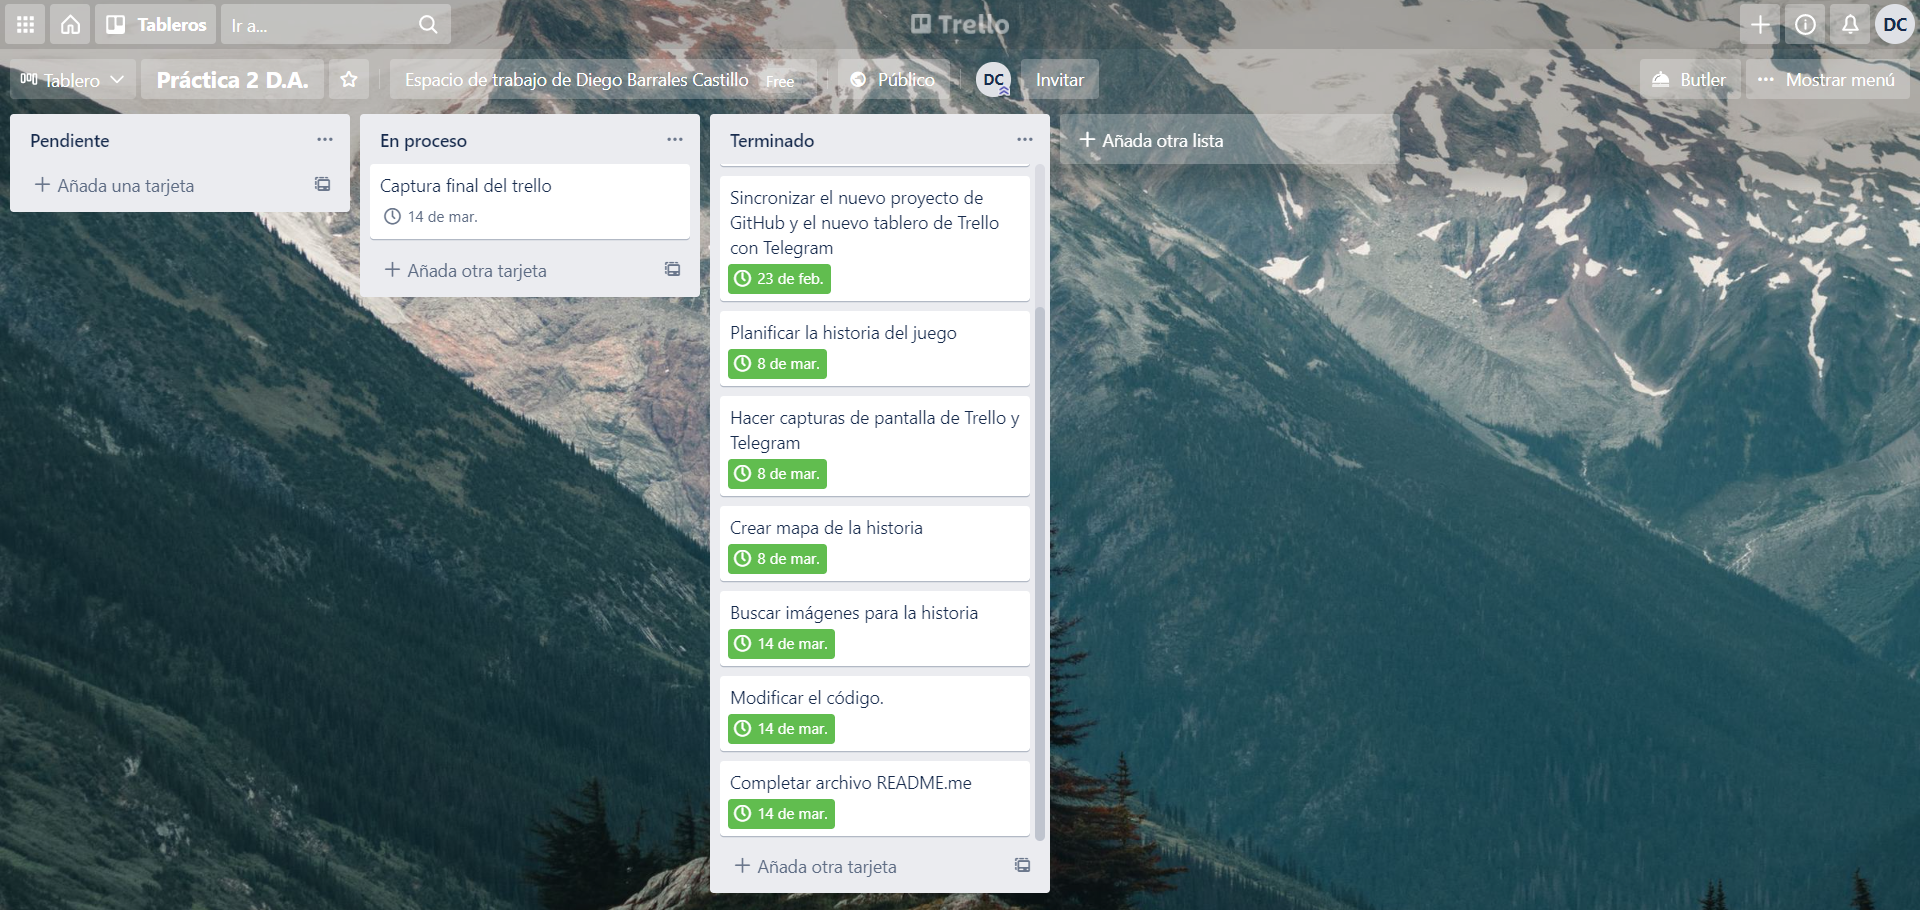 Tableros
Ir a...
Trello
DC
Tablero
Práctica 2 D.A.
Espacio de trabajo de Diego Barrales Castillo Free
Público
DC
Invitar
Butler
Mostrar menú
Pendiente
Añada una tarjeta
En proceso
Captura final del trello
14 de mar.
Añada otra tarjeta
Terminado
Sincronizar el nuevo proyecto de
GitHub y el nuevo tablero de Trello
con Telegram
23 de feb.
Planificar la historia del juego
8 de mar.
Hacer capturas de pantalla de Trello y
Telegram
8 de mar.
Crear mapa de la historia
8 de mar.
Buscar imágenes para la historia
14 de mar.
Modificar el código.
14 de mar.
Completar archivo README.me
14 de mar.
Añada otra tarjeta
Añada otra lista